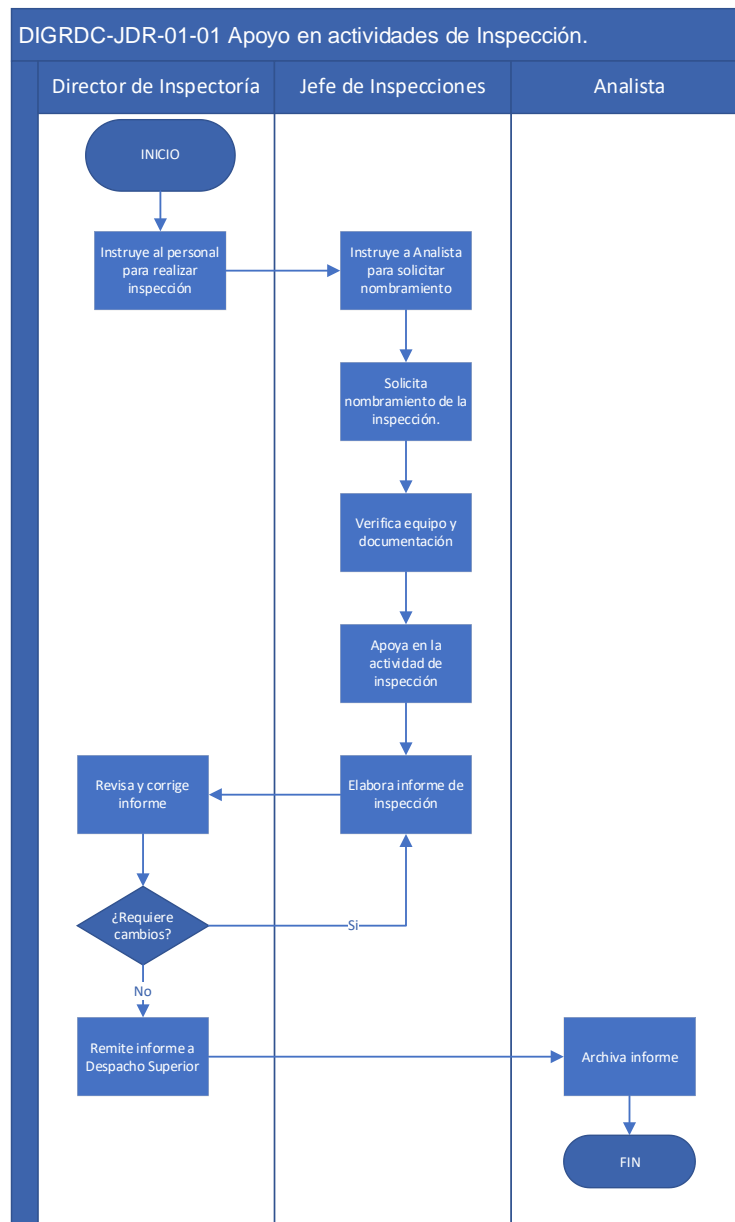 DIGRDC-JDR-01-01 Apoyo en actividades de Inspección.
Director de Inspectoría
Jefe de Inspecciones
Analista
INICIO
Instruye al personal
para realizar
inspección
Instruye a Analista
para solicitar
nombramiento
Solicita
nombramiento de la
inspección.
Verifica equipo y
documentación
Apoya en la
actividad de
inspección
Revisa y corrige
informe
Elabora informe de
inspección
¿Requiere
cambios?
Si
No
Remite informe a
Despacho Superior
Archiva informe
FIN